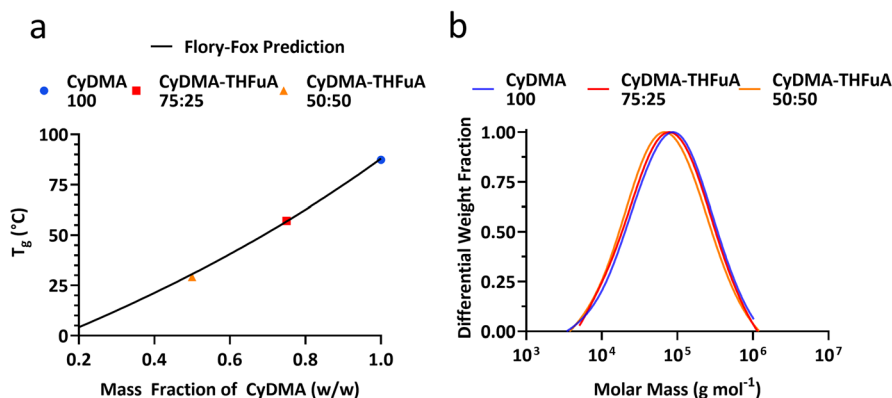 a
Flory-Fox Prediction
CyDMA
100
CyDMA-THFuA
75:25
CyDMA-THFuA
50:50
100
75
50
25
0
Tg (°C)
0.2 0.4 0.6 0.8 1.0
Mass Fraction of CyDMA (w/w)
b
CyDMA
100
CyDMA-THFuA
75:25
CyDMA-THFuA
50:50
1.00
0.75
0.50
0.25
0.00
Differential Weight Fraction
10³ 10⁴ 10⁵ 10⁶ 10⁷
Molar Mass (g mol⁻¹)